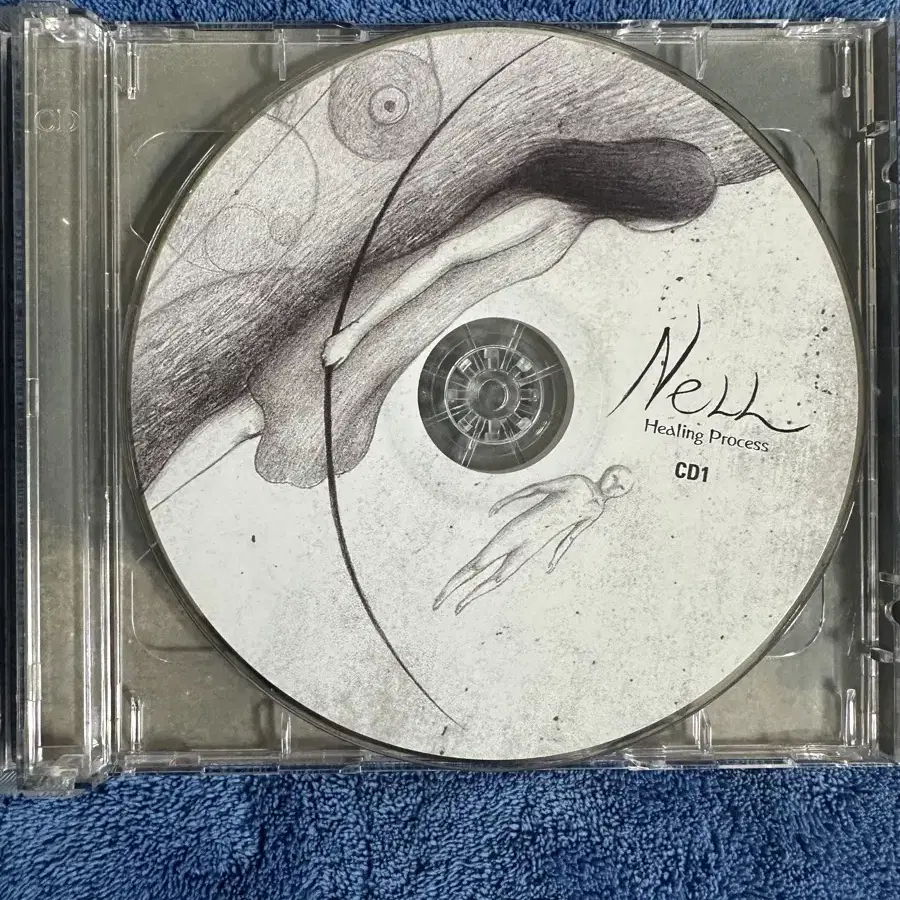 Nell
Healing Process
CD1